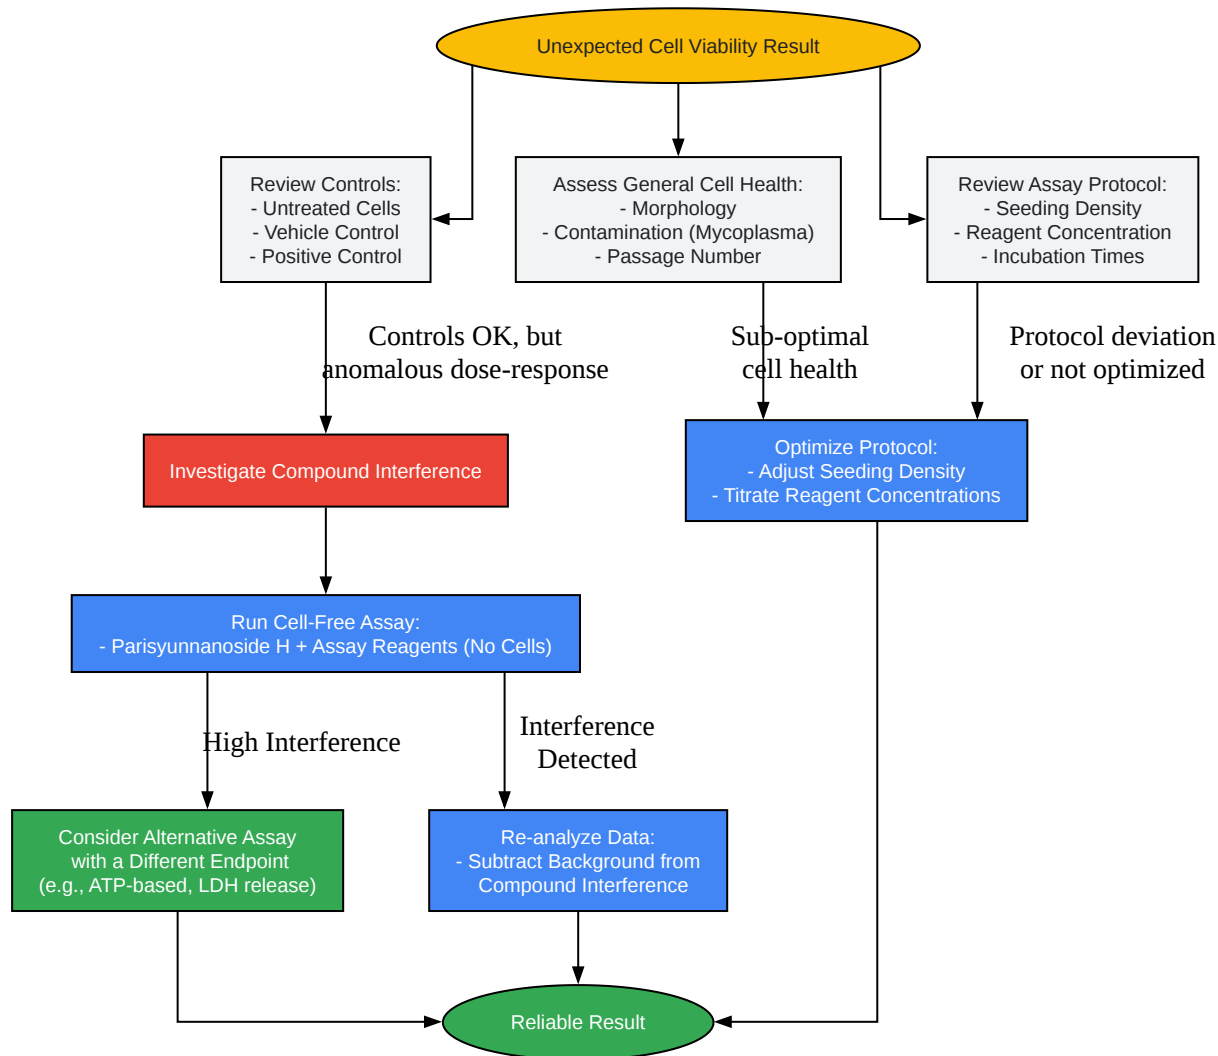 Unexpected Cell Viability Result
Review Controls:
- Untreated Cells
- Vehicle Control
- Positive Control
Assess General Cell Health:
- Morphology
- Contamination (Mycoplasma)
- Passage Number
Review Assay Protocol:
- Seeding Density
- Reagent Concentration
- Incubation Times
Controls OK, but
anomalous dose-response
Sub-optimal
cell health
Protocol deviation
or not optimized
Investigate Compound Interference
Optimize Protocol:
- Adjust Seeding Density
- Titrate Reagent Concentrations
Run Cell-Free Assay:
- Parisyunnanoside H + Assay Reagents (No Cells)
High Interference
Interference
Detected
Consider Alternative Assay
with a Different Endpoint
(e.g., ATP-based, LDH release)
Re-analyze Data:
- Subtract Background from
Compound Interference
Reliable Result